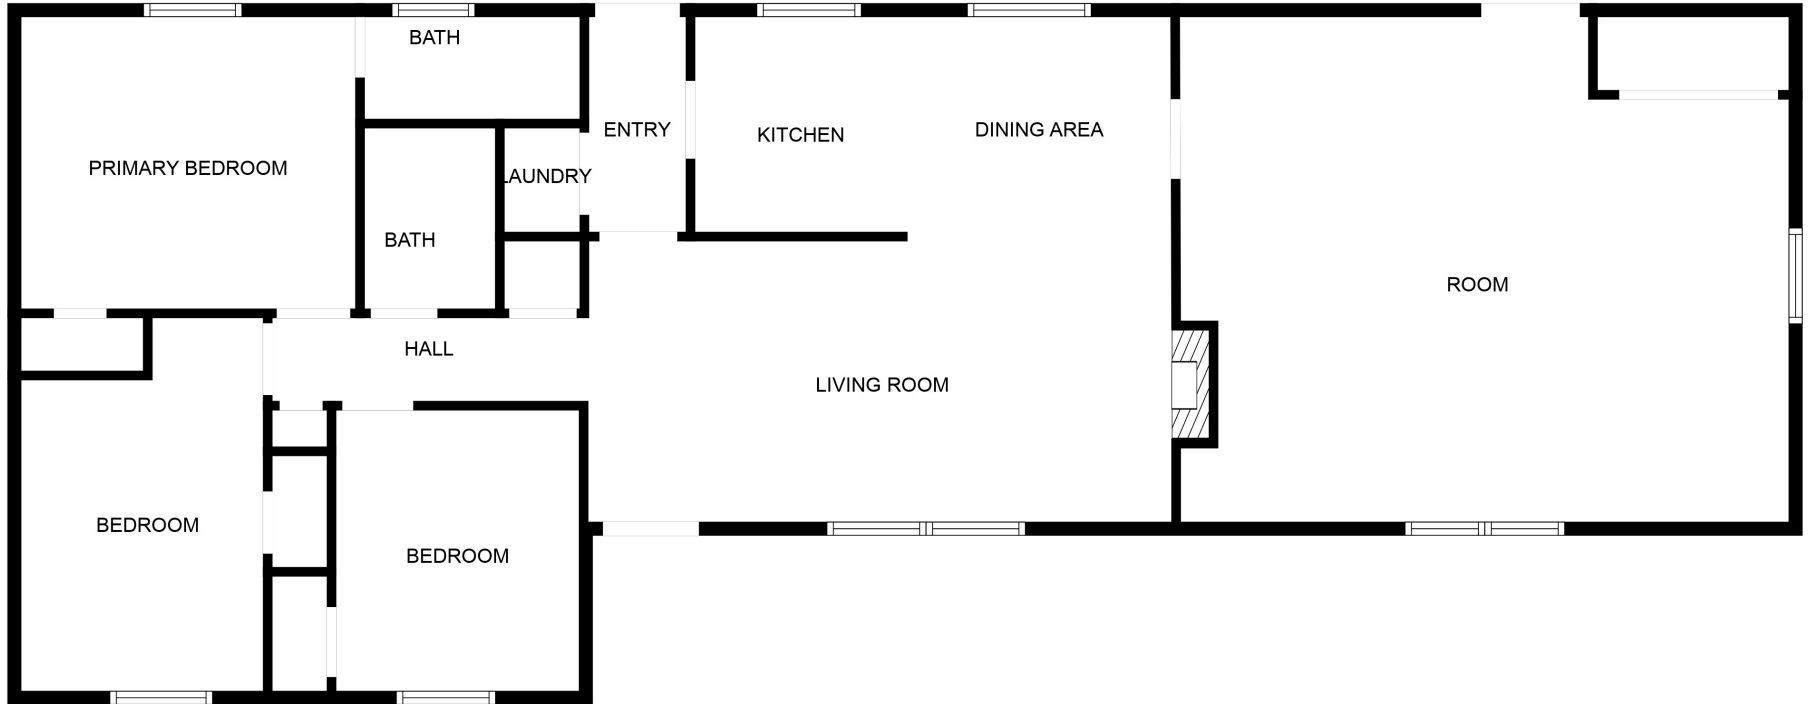 BATH
ENTRY
KITCHEN
DINING AREA
PRIMARY BEDROOM
LAUNDRY
BATH
ROOM
HALL
LIVING ROOM
BEDROOM
BEDROOM